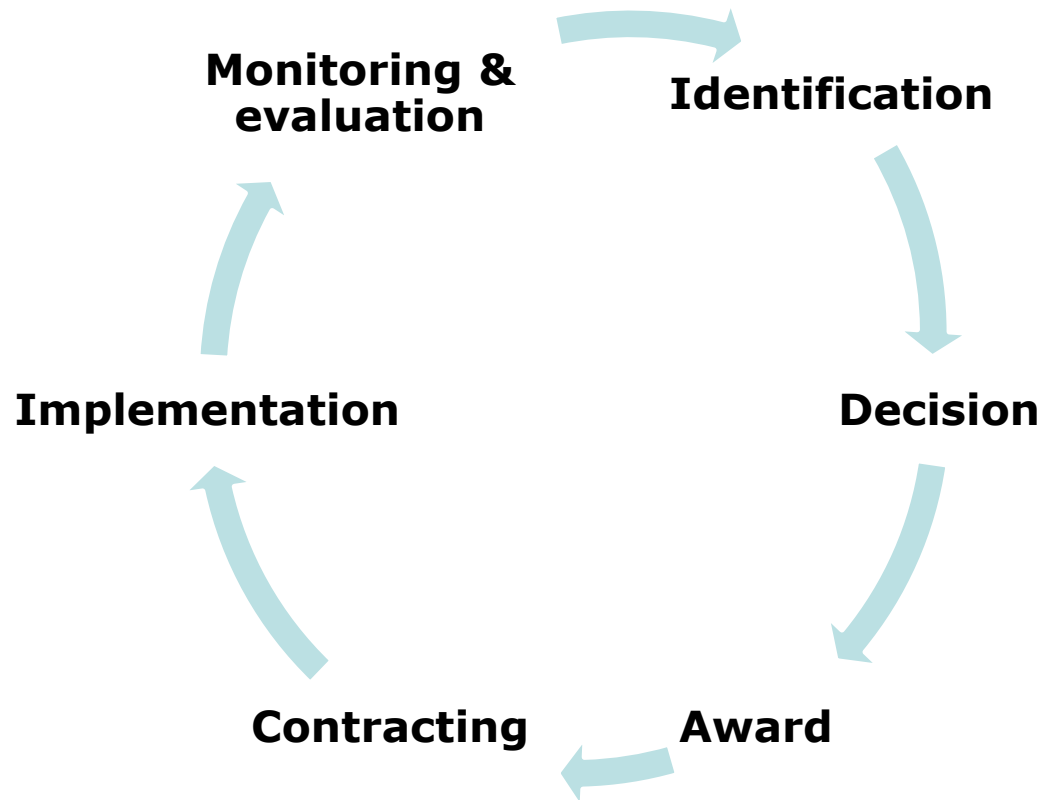 Monitoring &
evaluation
Identification
Decision
Award
Contracting
Implementation